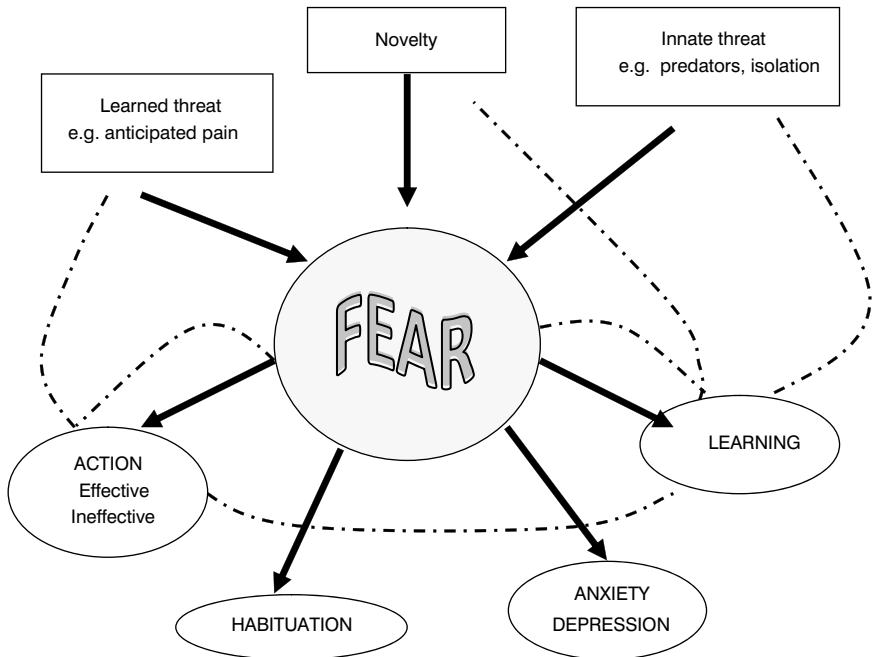 Novelty
Innate threat
e.g. predators, isolation
Learned threat
e.g. anticipated pain
FEAR
ACTION
Effective
Ineffective
LEARNING
HABITUATION
ANXIETY
DEPRESSION